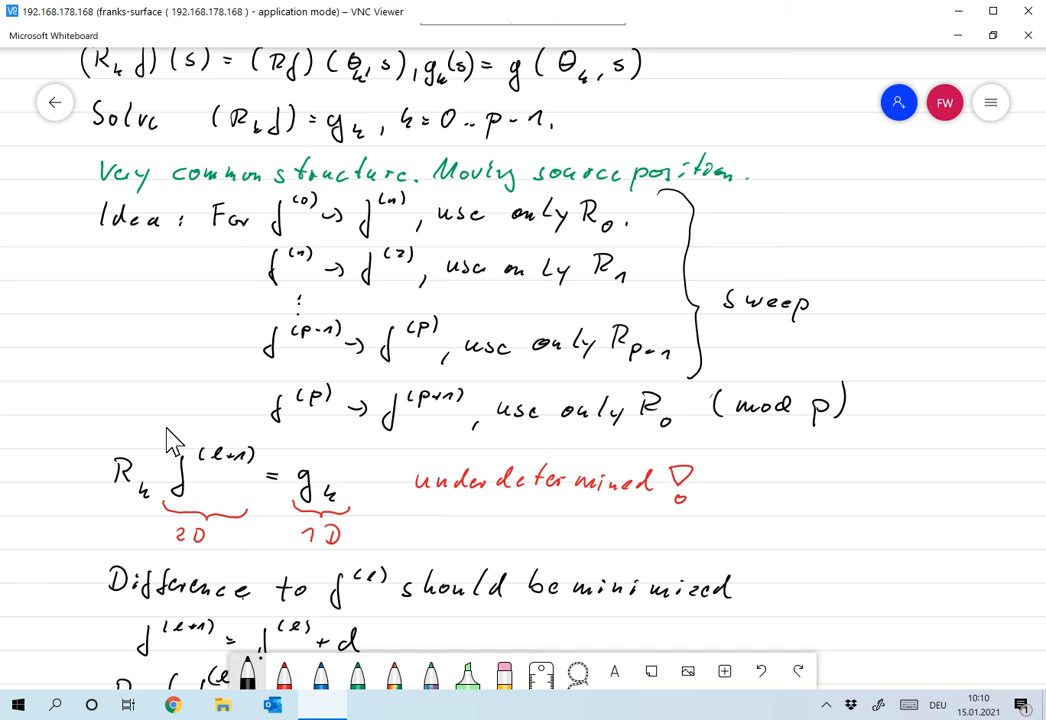 192.168.178.168 (franks-surface ( 192.168.178.168 ) - application mode) – VNC Viewer
Microsoft Whiteboard
(R_k f)(s) = (Rf)(θ_k, s), g_k(s) = g(θ_k, s)
FW
Solve (R_k f) = g_k, k = 0 .. p-1.
Very common structure. Moving source position.
Idea: For f^(0) → f^(1), use only R_0.
f^(1) → f^(2), use only R_1
⋮
sweep
f^(p-1) → f^(p), use only R_p-1
f^(p) → f^(p+1), use only R_0 (mod p)
R_k f^(l+1) = g_k underdetermined!
2D 1D
Difference to f^(l) should be minimized
f^(l+1) = f^(l) + d
A
DEU
10:10
15.01.2021
1